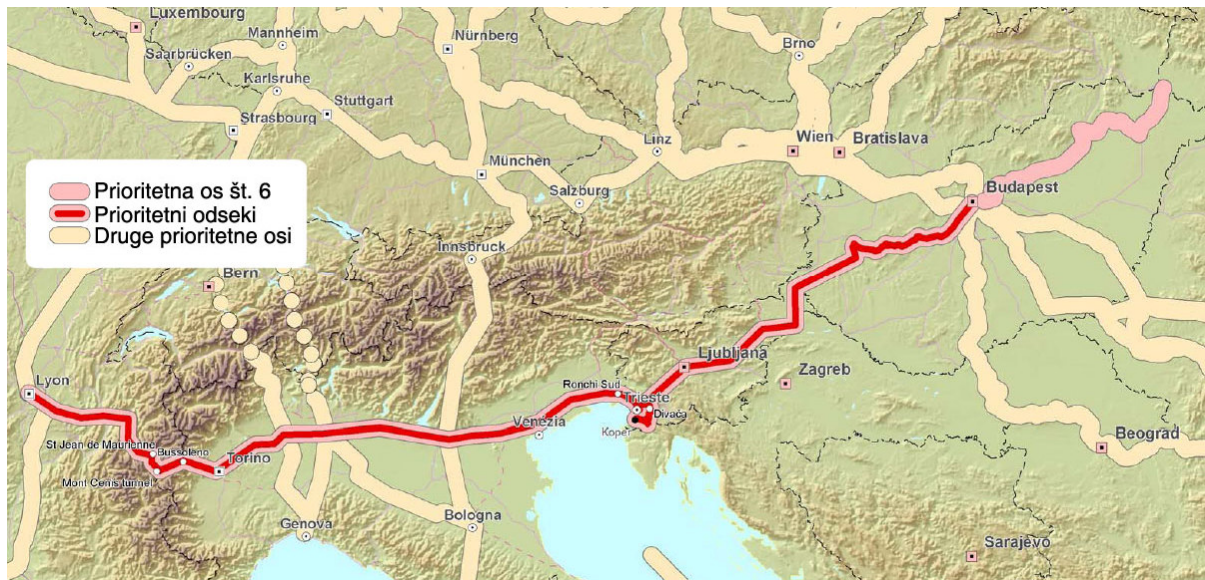 Luxembourg
Mannheim
Nürnberg
Brno
Saarbrücken
Karlsruhe
Stuttgart
Strasbourg
Linz
Wien
Bratislava
München
Salzburg
Budapest
Prioritetna os št. 6
Prioritetni odseki
Druge prioritetne osi
Innsbruck
Bern
Ljubljana
Zagreb
Lyon
Ronchi Sud
Trieste
Divača
Venezia
Koper
St Jean de Maurienne
Bussoleno
Torino
Mont Cenis tunnel
Beograd
Genova
Bologna
Sarajevo